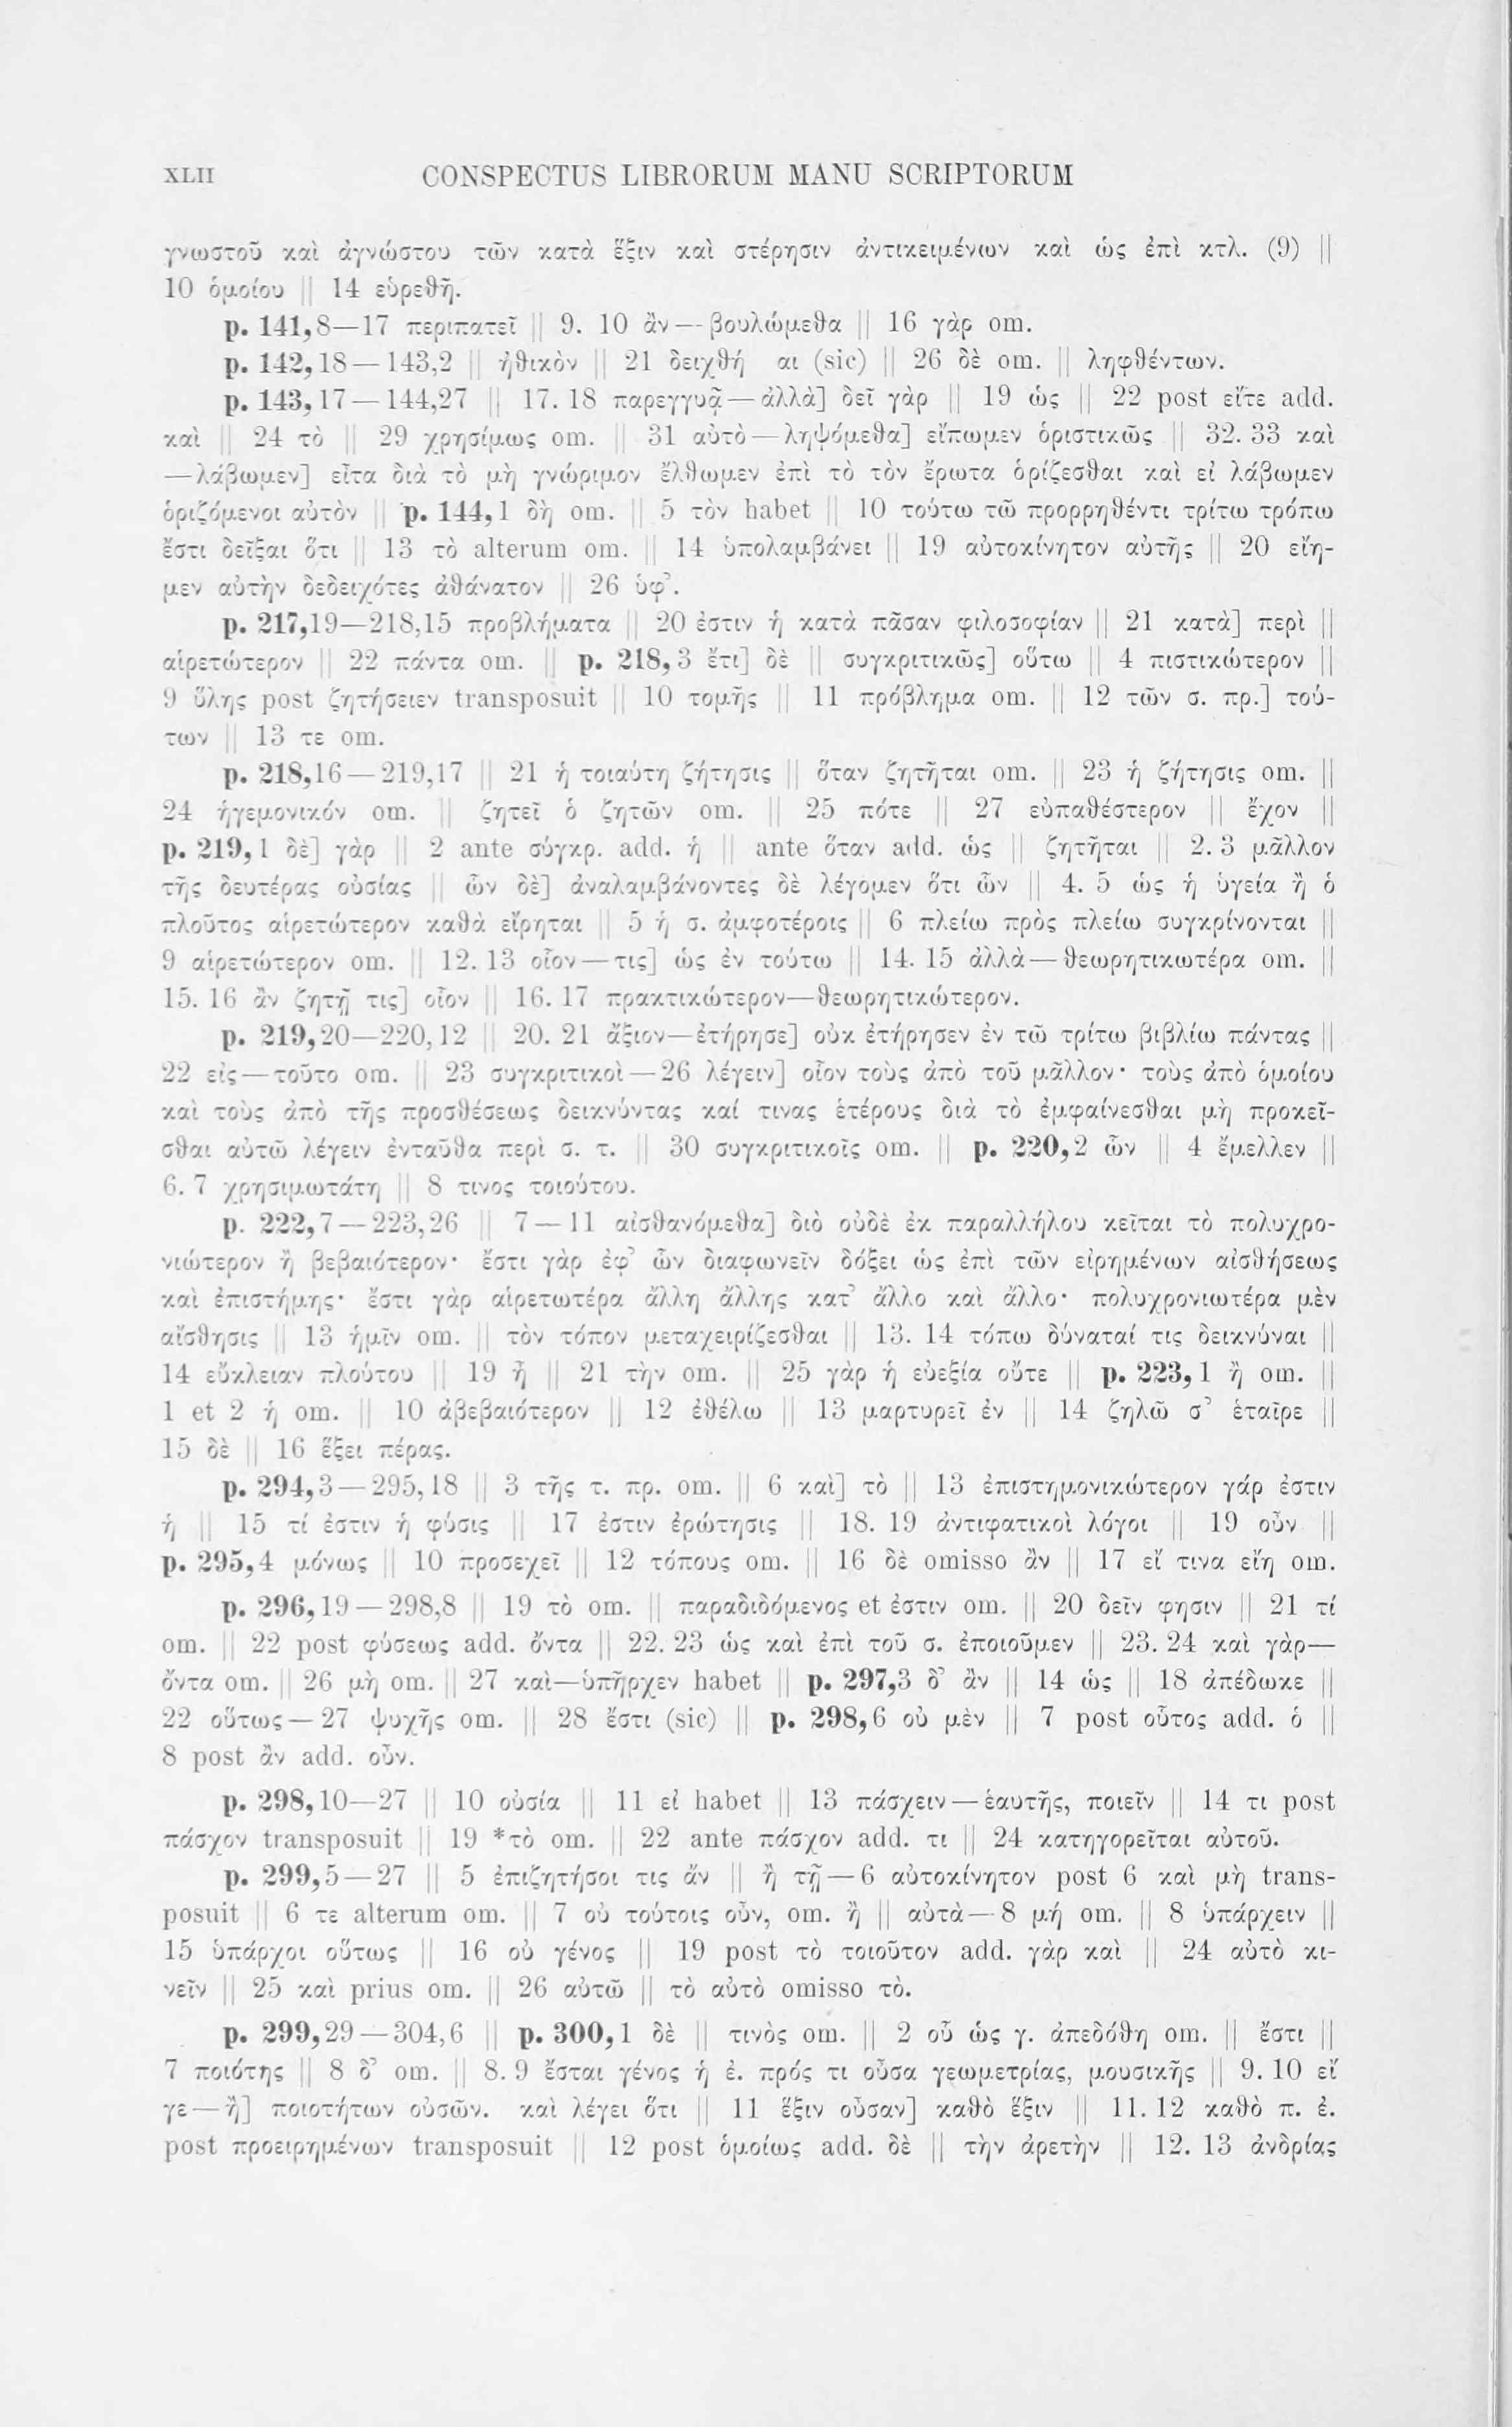 XLII CONSPECTUS LIBRORUM MANU SCRIPTORUM
γνωστοῦ καὶ ἀγνώστου τῶν κατὰ ἕξιν καὶ στέρησιν ἀντικειμένων καὶ ὡς ἐπὶ κτλ. (9) ||
10 ὁμοίου || 14 εὑρεθῇ.
p. 141,8—17 περιπατεῖ || 9. 10 ἂν — βουλώμεθα || 16 γὰρ om.
p. 142,18 — 143,2 || ἠθικὸν || 21 δειχθή αι (sic) || 26 δὲ om. || ληφθέντων.
p. 143,17 — 144,27 || 17. 18 παρεγγυᾷ — ἀλλὰ] δεῖ γὰρ || 19 ὡς || 22 post εἴτε add.
καὶ || 24 τὸ || 29 χρησίμως om. || 31 αὐτὸ — ληψόμεθα] εἴπωμεν ὁριστικῶς || 32. 33 καὶ
— λάβωμεν] εἶτα διὰ τὸ μὴ γνώριμον ἔλθωμεν ἐπὶ τὸ τὸν ἔρωτα ὁρίζεσθαι καὶ εἰ λάβωμεν
ὁριζόμενοι αὐτὸν || p. 144,1 δὴ om. || 5 τὸν habet || 10 τούτω τῶ προρρηθέντι τρίτω τρόπω
ἔστι δεῖξαι ὅτι || 13 τὸ alterum om. || 14 ὑπολαμβάνει || 19 αὐτοκίνητον αὐτῆς || 20 εἴη-
μεν αὐτὴν δεδειχότες ἀθάνατον || 26 ὑφ᾽.
p. 217,19—218,15 προβλήματα || 20 ἐστιν ἡ κατὰ πᾶσαν φιλοσοφίαν || 21 κατὰ] περὶ ||
αἱρετώτερον || 22 πάντα om. || p. 218,3 ἔτι] δὲ || συγκριτικῶς] οὕτω || 4 πιστικώτερον ||
9 ὕλης post ζητήσειεν transposuit || 10 τομῆς || 11 πρόβλημα om. || 12 τῶν σ. πρ.] τού-
των || 13 τε om.
p. 218,16 — 219,17 || 21 ἡ τοιαύτη ζήτησις || ὅταν ζητῆται om. || 23 ἡ ζήτησις om. ||
24 ἡγεμονικόν om. || ζητεῖ ὁ ζητῶν om. || 25 πότε || 27 εὐπαθέστερον || ἔχον ||
p. 219,1 δὲ] γὰρ || 2 ante σύγκρ. add. ἡ || ante ὅταν add. ὡς || ζητῆται || 2. 3 μᾶλλον
τῆς δευτέρας οὐσίας || ὧν δὲ] ἀναλαμβάνοντες δὲ λέγομεν ὅτι ὧν || 4. 5 ὡς ἡ ὑγεία ἢ ὁ
πλοῦτος αἱρετώτερον καθὰ εἴρηται || 5 ἡ σ. ἀμφοτέροις || 6 πλείω πρὸς πλείω συγκρίνονται ||
9 αἱρετώτερον om. || 12. 13 οἷον — τις] ὡς ἐν τούτω || 14. 15 ἀλλὰ — θεωρητικωτέρα om. ||
15. 16 ἂν ζητῇ τις] οἷον || 16. 17 πρακτικώτερον—θεωρητικώτερον.
p. 219,20—220,12 || 20. 21 ἄξιον—ἐτήρησε] οὐκ ἐτήρησεν ἐν τῶ τρίτω βιβλίω πάντας ||
22 εἰς — τοῦτο om. || 23 συγκριτικοὶ — 26 λέγειν] οἷον τοὺς ἀπὸ τοῦ μᾶλλον· τοὺς ἀπὸ ὁμοίου
καὶ τοὺς ἀπὸ τῆς προσθέσεως δεικνύντας καί τινας ἑτέρους διὰ τὸ ἐμφαίνεσθαι μὴ προκεῖ-
σθαι αὐτῶ λέγειν ἐνταῦθα περὶ σ. τ. || 30 συγκριτικοῖς om. || p. 220,2 ὧν || 4 ἔμελλεν ||
6. 7 χρησιμωτάτη || 8 τινος τοιούτου.
p. 222,7 — 223,26 || 7 — 11 αἰσθανόμεθα] διὸ οὐδὲ ἐκ παραλλήλου κεῖται τὸ πολυχρο-
νιώτερον ἢ βεβαιότερον· ἔστι γὰρ ἐφ᾽ ὧν διαφωνεῖν δόξει ὡς ἐπὶ τῶν εἰρημένων αἰσθήσεως
καὶ ἐπιστήμης· ἔστι γὰρ αἱρετωτέρα ἄλλη ἄλλης κατ᾽ ἄλλο καὶ ἄλλο· πολυχρονιωτέρα μὲν
αἴσθησις || 13 ἡμῖν om. || τὸν τόπον μεταχειρίζεσθαι || 13. 14 τόπω δύναταί τις δεικνύναι ||
14 εὔκλειαν πλούτου || 19 ἦ || 21 τὴν om. || 25 γὰρ ἡ εὐεξία οὔτε || p. 223,1 ἢ om. ||
1 et 2 ἡ om. || 10 ἀβεβαιότερον || 12 ἐθέλω || 13 μαρτυρεῖ ἐν || 14 ζηλῶ σ᾽ ἑταῖρε ||
15 δὲ || 16 ἕξει πέρας.
p. 294,3 — 295,18 || 3 τῆς τ. πρ. om. || 6 καὶ] τὸ || 13 ἐπιστημονικώτερον γάρ ἐστιν
ἡ || 15 τί ἐστιν ἡ φύσις || 17 ἐστιν ἐρώτησις || 18. 19 ἀντιφατικοὶ λόγοι || 19 οὖν ||
p. 295,4 μόνως || 10 προσεχεῖ || 12 τόπους om. || 16 δὲ omisso ἂν || 17 εἴ τινα εἴη om.
p. 296,19 — 298,8 || 19 τὸ om. || παραδιδόμενος et ἐστιν om. || 20 δεῖν φησιν || 21 τί
om. || 22 post φύσεως add. ὄντα || 22. 23 ὡς καὶ ἐπὶ τοῦ σ. ἐποιοῦμεν || 23. 24 καὶ γὰρ—
ὄντα om. || 26 μὴ om. || 27 καὶ—ὑπῆρχεν habet || p. 297,3 δ᾽ ἂν || 14 ὡς || 18 ἀπέδωκε ||
22 οὕτως — 27 ψυχῆς om. || 28 ἔστι (sic) || p. 298,6 οὐ μὲν || 7 post οὗτος add. ὁ ||
8 post ἂν add. οὖν.
p. 298,10—27 || 10 οὐσία || 11 εἰ habet || 13 πάσχειν — ἑαυτῆς, ποιεῖν || 14 τι post
πάσχον transposuit || 19 *τὸ om. || 22 ante πάσχον add. τι || 24 κατηγορεῖται αὐτοῦ.
p. 299,5 — 27 || 5 ἐπιζητήσοι τις ἄν || ἢ τῇ — 6 αὐτοκίνητον post 6 καὶ μὴ trans-
posuit || 6 τε alterum om. || 7 οὐ τούτοις οὖν, om. ἢ || αὐτὰ — 8 μή om. || 8 ὑπάρχειν ||
15 ὑπάρχοι οὕτως || 16 οὐ γένος || 19 post τὸ τοιοῦτον add. γὰρ καὶ || 24 αὐτὸ κι-
νεῖν || 25 καὶ prius om. || 26 αὐτῶ || τὸ αὐτὸ omisso τὸ.
p. 299,29 — 304,6 || p. 300,1 δὲ || τινὸς om. || 2 οὗ ὡς γ. ἀπεδόθη om. || ἔστι ||
7 ποιότης || 8 δ᾽ om. || 8. 9 ἔσται γένος ἡ ἐ. πρός τι οὖσα γεωμετρίας, μουσικῆς || 9. 10 εἴ
γε — ἢ] ποιοτήτων οὐσῶν. καὶ λέγει ὅτι || 11 ἕξιν οὖσαν] καθὸ ἕξιν || 11. 12 καθὸ π. ἐ.
post προειρημένων transposuit || 12 post ὁμοίως add. δὲ || τὴν ἀρετὴν || 12. 13 ἀνδρίας